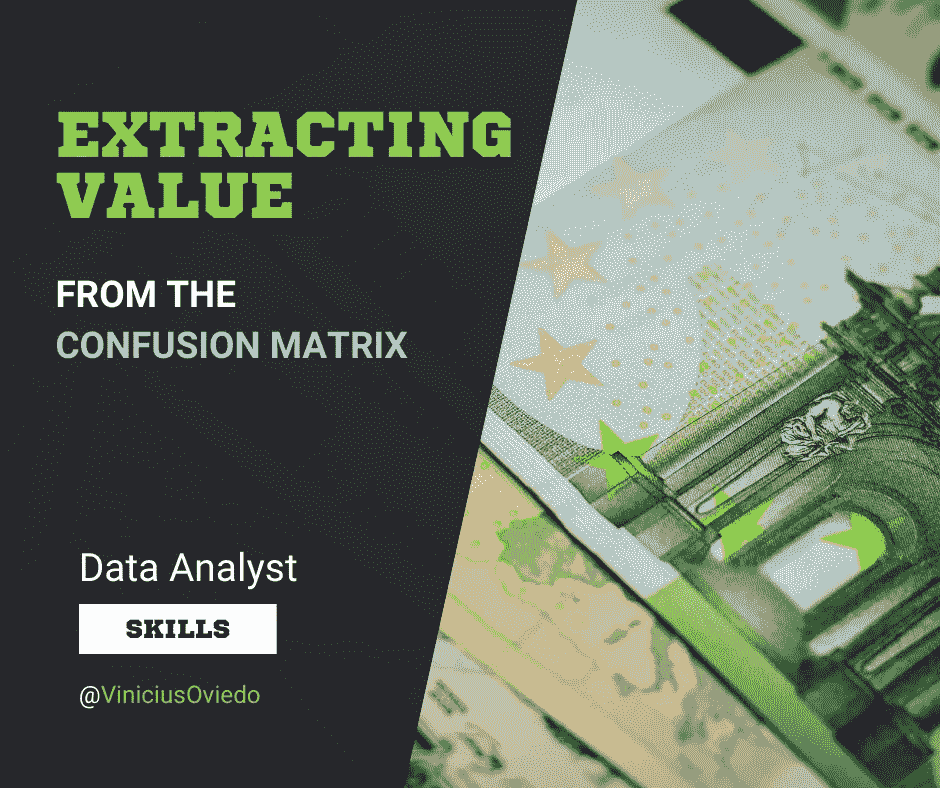 EXTRACTING
VALUE
FROM THE
CONFUSION MATRIX
Data Analyst
SKILLS
@ViniciusOviedo